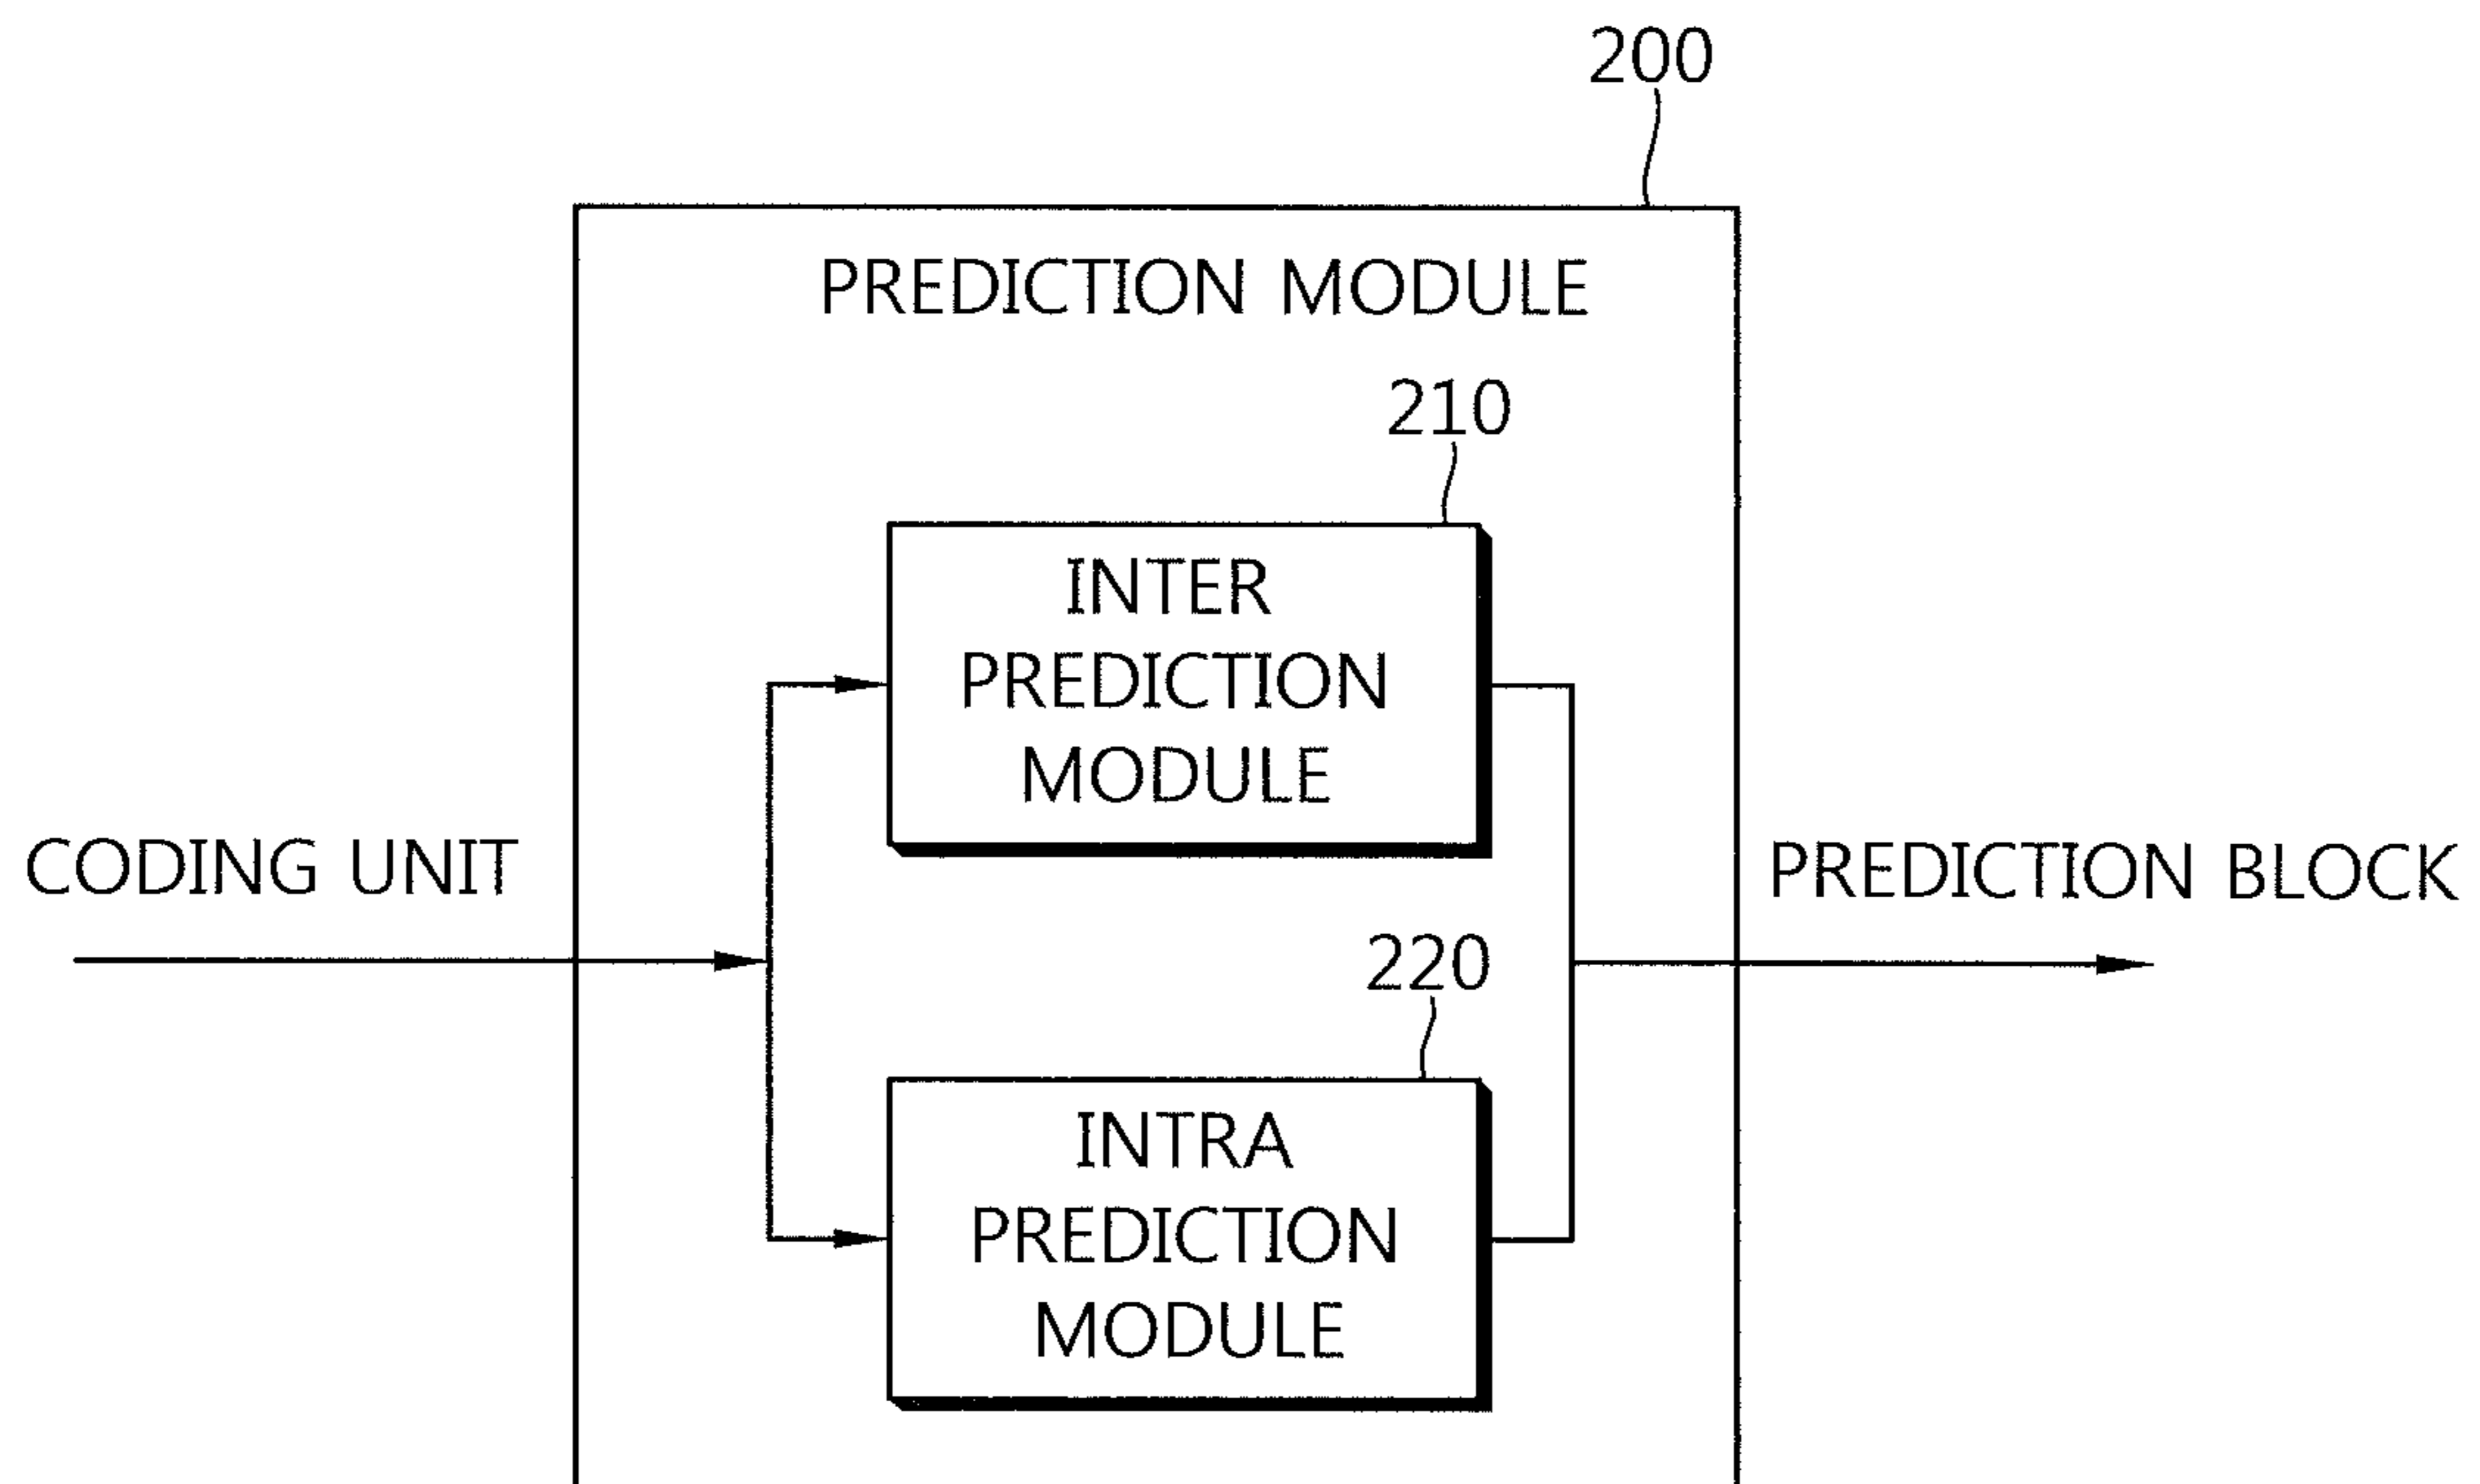 200
PREDICTION MODULE
210
INTER
PREDICTION
MODULE
CODING UNIT
PREDICTION BLOCK
220
INTRA
PREDICTION
MODULE